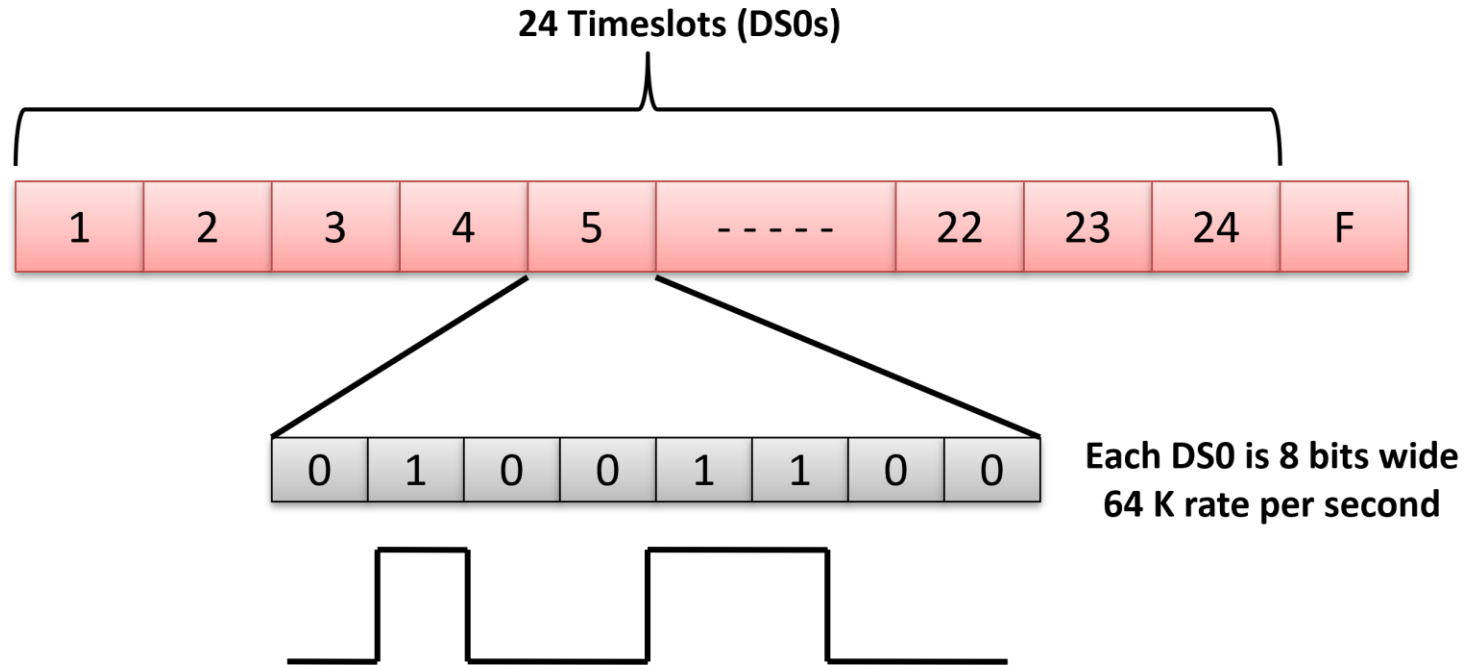 24 Timeslots (DS0s)
1 2 3 4 5 - - - - - 22 23 24 F
0 1 0 0 1 1 0 0
Each DS0 is 8 bits wide
64 K rate per second